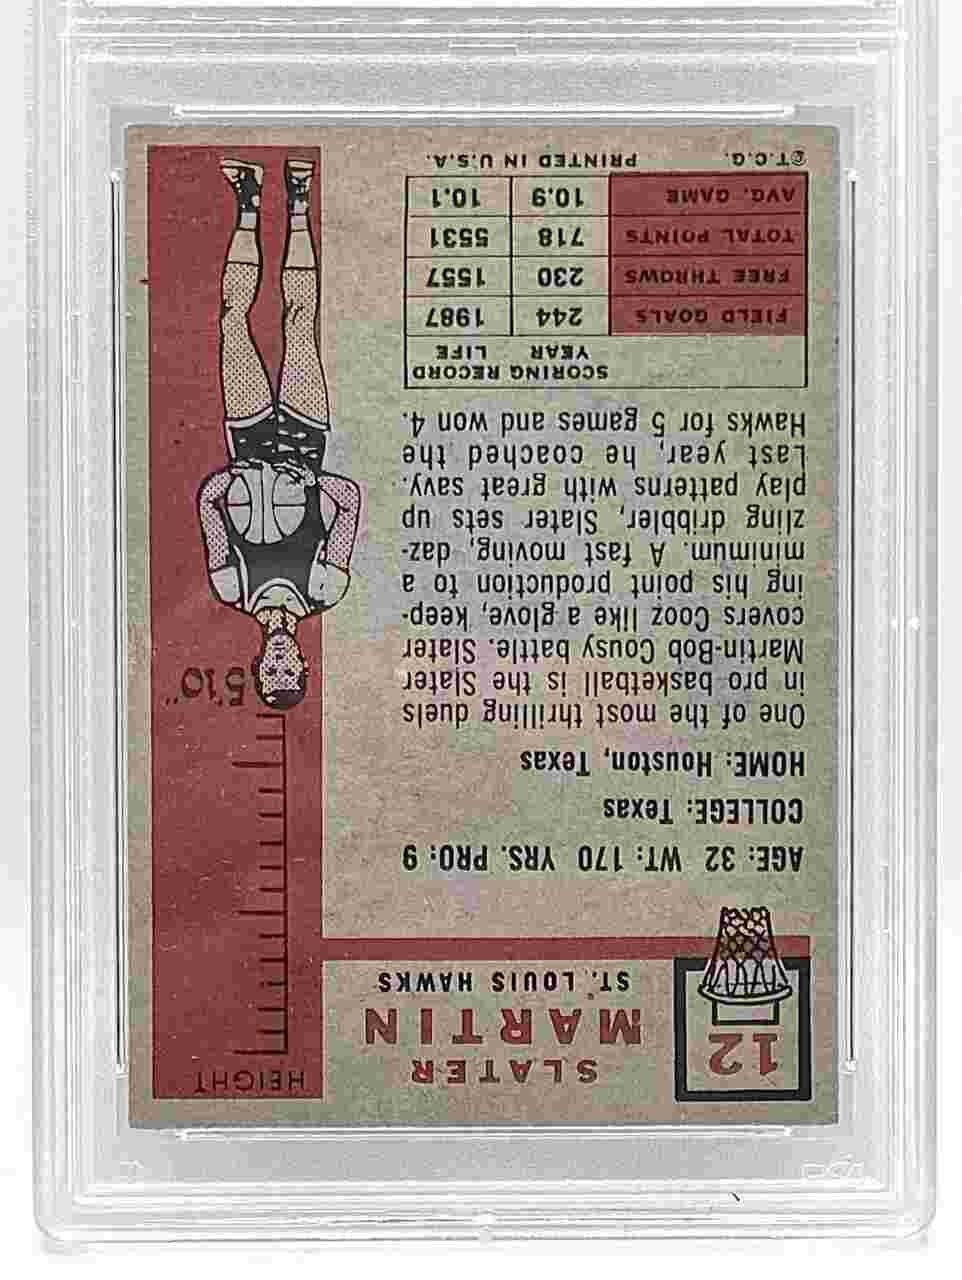 12
SLATER
MARTIN
ST. LOUIS HAWKS
HEIGHT
5'10"
AGE: 32 WT: 170 YRS. PRO: 9
COLLEGE: Texas
HOME: Houston, Texas
One of the most thrilling duels
in pro basketball is the Slater
Martin-Bob Cousy battle. Slater
covers Cooz like a glove, keep-
ing his point production to a
minimum. A fast moving, daz-
zling dribbler, Slater sets up
play patterns with great savy.
Last year, he coached the
Hawks for 5 games and won 4.
SCORING RECORD
YEAR LIFE
FIELD GOALS 244 1987
FREE THROWS 230 1557
TOTAL POINTS 718 5531
AVG. GAME 10.9 10.1
©T.C.G. PRINTED IN U.S.A.